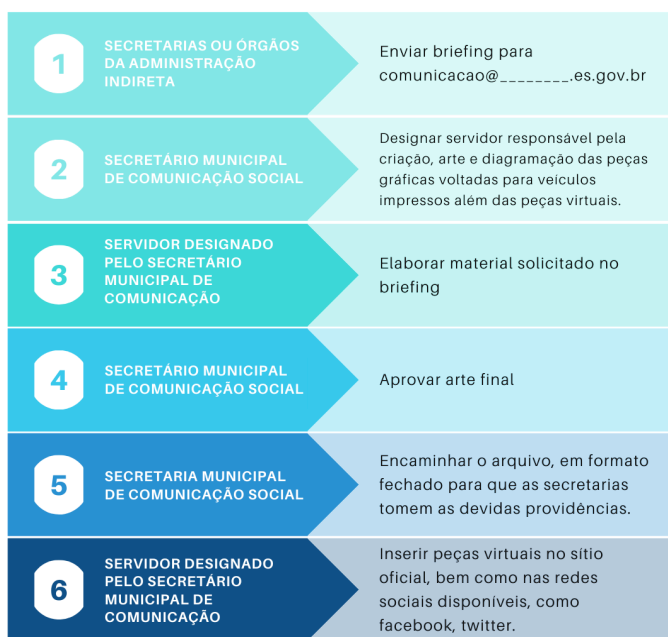 1
SECRETARIAS OU ÓRGÃOS
DA ADMINISTRAÇÃO
INDIRETA
Enviar briefing para
comunicacao@________.es.gov.br
2
SECRETÁRIO MUNICIPAL
DE COMUNICAÇÃO SOCIAL
Designar servidor responsável pela
criação, arte e diagramação das peças
gráficas voltadas para veículos
impressos além das peças virtuais.
3
SERVIDOR DESIGNADO
PELO SECRETÁRIO
MUNICIPAL DE
COMUNICAÇÃO
Elaborar material solicitado no
briefing
4
SECRETÁRIO MUNICIPAL
DE COMUNICAÇÃO SOCIAL
Aprovar arte final
5
SECRETARIA MUNICIPAL
DE COMUNICAÇÃO SOCIAL
Encaminhar o arquivo, em formato
fechado para que as secretarias
tomem as devidas providências.
6
SERVIDOR DESIGNADO
PELO SECRETÁRIO
MUNICIPAL DE
COMUNICAÇÃO
Inserir peças virtuais no sítio
oficial, bem como nas redes
sociais disponíveis, como
facebook, twitter.